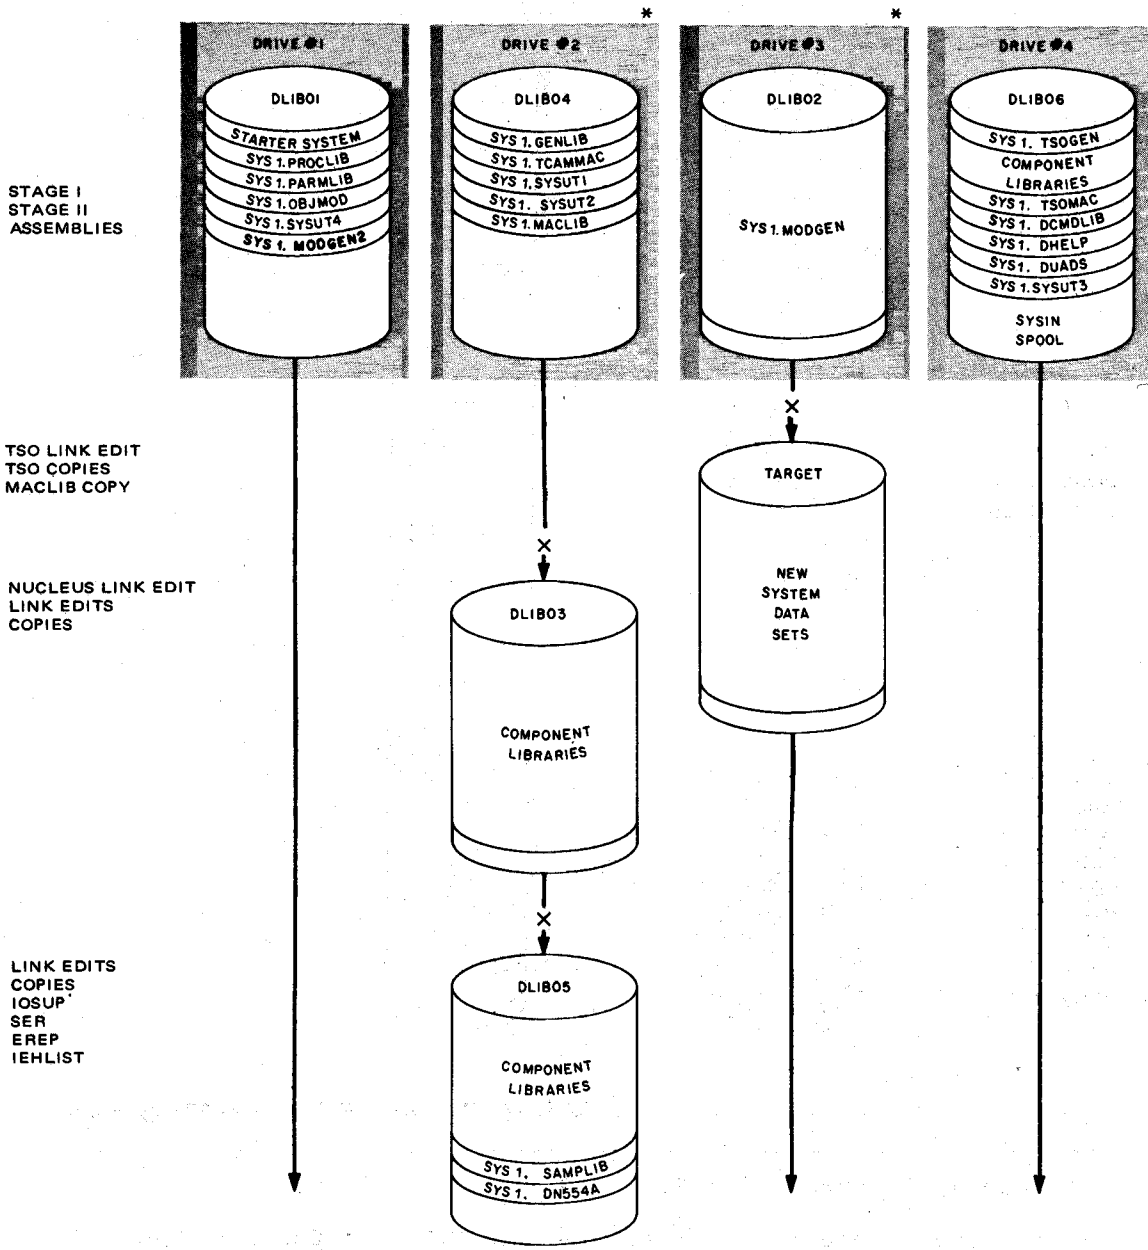 *
*
DRIVE #1
DRIVE #2
DRIVE #3
DRIVE #4
STAGE I
STAGE II
ASSEMBLIES
DLIB01
STARTER SYSTEM
SYS 1. PROCLIB
SYS 1. PARMLIB
SYS 1. OBJMOD
SYS 1. SYSUT4
SYS 1. MODGEN2
DLIB04
SYS 1. GENLIB
SYS 1. TCAMMAC
SYS 1. SYSUT1
SYS 1. SYSUT2
SYS 1. MACLIB
DLIB02
SYS 1. MODGEN
DLIB06
SYS 1. TSOGEN
COMPONENT
LIBRARIES
SYS 1. TSOMAC
SYS 1. DCMDLIB
SYS 1. DHELP
SYS 1. DUADS
SYS 1. SYSUT3
SYSIN
SPOOL
TSO LINK EDIT
TSO COPIES
MACLIB COPY
X
TARGET
NEW
SYSTEM
DATA
SETS
NUCLEUS LINK EDIT
LINK EDITS
COPIES
X
DLIB03
COMPONENT
LIBRARIES
LINK EDITS
COPIES
IOSUP
SER
EREP
IEHLIST
X
DLIB05
COMPONENT
LIBRARIES
SYS 1. SAMPLIB
SYS 1. DN554A